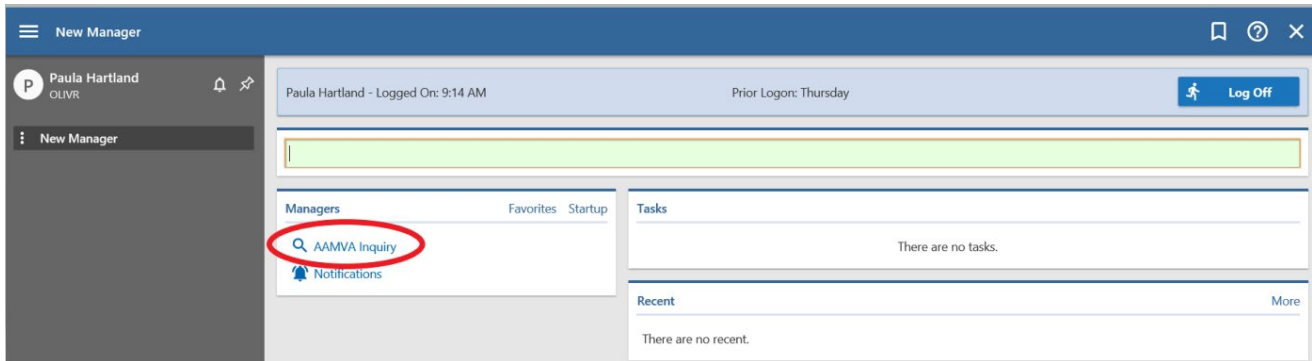 New Manager
P
Paula Hartland
OLIVR
New Manager
Paula Hartland - Logged On: 9:14 AM
Prior Logon: Thursday
Log Off
Managers
Favorites
Startup
AAMVA Inquiry
Notifications
Tasks
There are no tasks.
Recent
More
There are no recent.